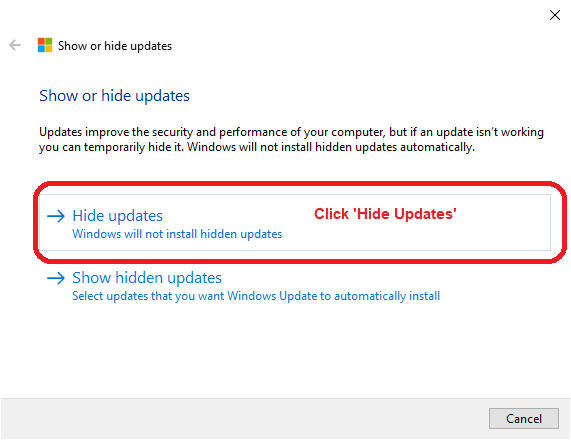 Show or hide updates
Show or hide updates
Updates improve the security and performance of your computer, but if an update isn't working
you can temporarily hide it. Windows will not install hidden updates automatically.
Hide updates
Click 'Hide Updates'
Windows will not install hidden updates
Show hidden updates
Select updates that you want Windows Update to automatically install
Cancel